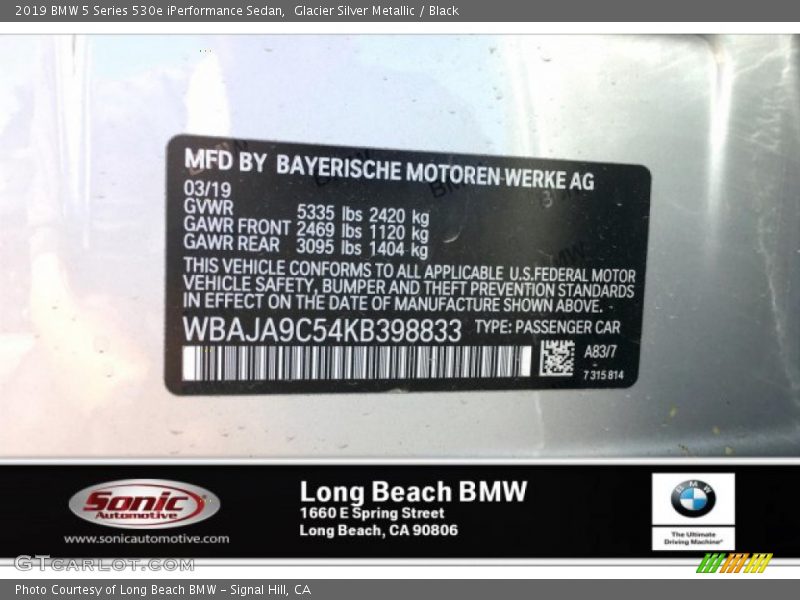 2019 BMW 5 Series 530e iPerformance Sedan,  Glacier Silver Metallic / Black
MFD BY BAYERISCHE MOTOREN WERKE AG
03/19
GVWR 5335 lbs 2420 kg
GAWR FRONT 2469 lbs 1120 kg
GAWR REAR 3095 lbs 1404 kg
THIS VEHICLE CONFORMS TO ALL APPLICABLE U.S.FEDERAL MOTOR
VEHICLE SAFETY, BUMPER AND THEFT PREVENTION STANDARDS
IN EFFECT ON THE DATE OF MANUFACTURE SHOWN ABOVE.
WBAJA9C54KB398833 TYPE: PASSENGER CAR
A83/7
7 315 814
Sonic
Automotive
www.sonicautomotive.com
Long Beach BMW
1660 E Spring Street
Long Beach, CA 90806
BMW
The Ultimate
Driving Machine®
GTCARLOT.COM
Photo Courtesy of Long Beach BMW - Signal Hill, CA